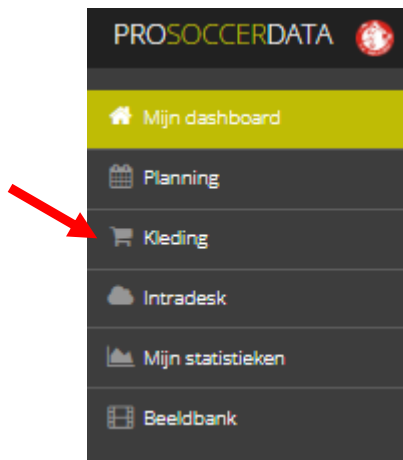 PROSOCCERDATA
Mijn dashboard
Planning
Kleding
Intradesk
Mijn statistieken
Beeldbank